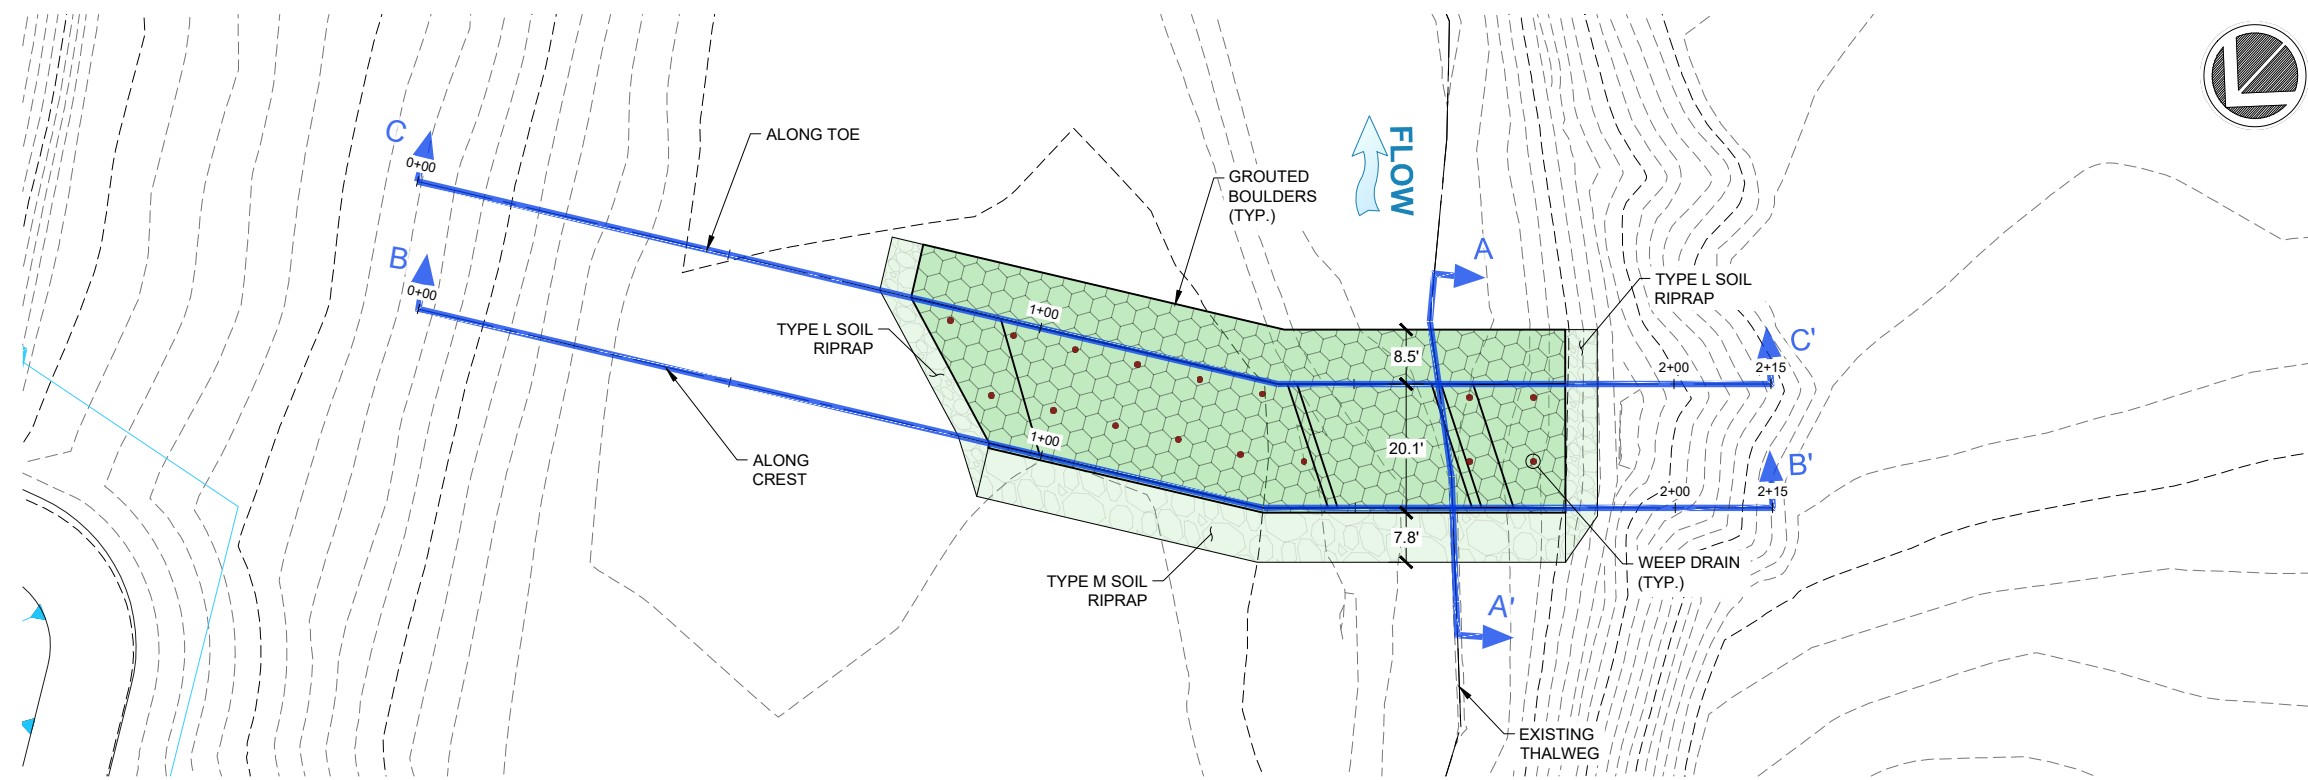 C
0+00
ALONG TOE
FLOW
GROUTED
BOULDERS
(TYP.)
B
0+00
A
TYPE L SOIL
RIPRAP
1+00
TYPE L SOIL
RIPRAP
8.5'
C'
2+00
2+15
1+00
20.1'
ALONG
CREST
B'
2+00
2+15
7.8'
WEEP DRAIN
(TYP.)
TYPE M SOIL
RIPRAP
A'
EXISTING
THALWEG